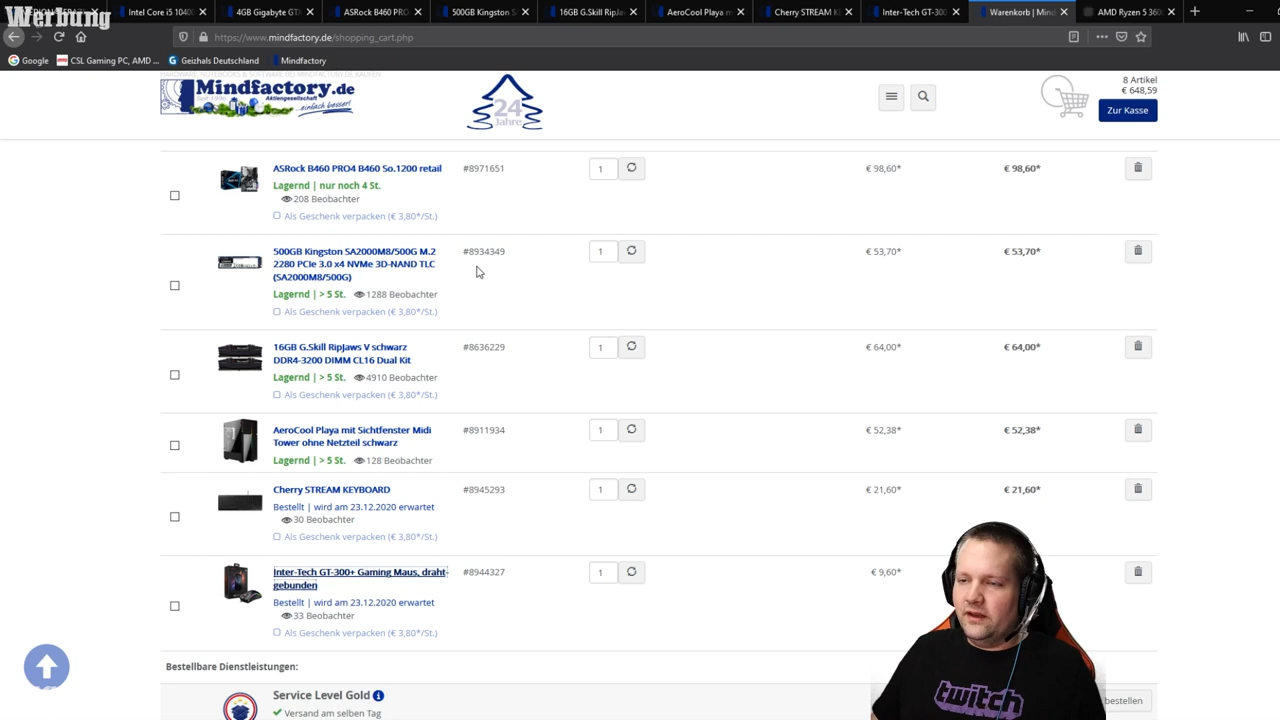 Werbung
Intel Core i5 1040
4GB Gigabyte GT
ASRock B460 PRO
500GB Kingston S
16G G.Skill RipJaw
AeroCool Playa m
Cherry STREAM K
Inter-Tech GT-300
Warenkorb | Mind
AMD Ryzen 5 360
https://www.mindfactory.de/shopping_cart.php
Google
CSL Gaming PC, AMD ...
Geizhals Deutschland
Mindfactory
HARDWARE, NOTEBOOKS & SOFTWARE BEI MINDFACTORY.DE KAUFEN
Mindfactory.de
Aktiengesellschaft
...einfach besser!
24
Jahre
8 Artikel
€ 648,59
Zur Kasse
ASRock B460 PRO4 B460 So.1200 retail #8971651 1 € 98,60* € 98,60*
Lagernd | nur noch 4 St.
208 Beobachter
Als Geschenk verpacken (€ 3,80*/St.)
500GB Kingston SA2000M8/500G M.2 #8934349 1 € 53,70* € 53,70*
2280 PCIe 3.0 x4 NVMe 3D-NAND TLC
(SA2000M8/500G)
Lagernd | > 5 St. 1288 Beobachter
Als Geschenk verpacken (€ 3,80*/St.)
16GB G.Skill RipJaws V schwarz #8636229 1 € 64,00* € 64,00*
DDR4-3200 DIMM CL16 Dual Kit
Lagernd | > 5 St. 4910 Beobachter
Als Geschenk verpacken (€ 3,80*/St.)
AeroCool Playa mit Sichtfenster Midi #8911934 1 € 52,38* € 52,38*
Tower ohne Netzteil schwarz
Lagernd | > 5 St. 128 Beobachter
Cherry STREAM KEYBOARD #8945293 1 € 21,60* € 21,60*
Bestellt | wird am 23.12.2020 erwartet
30 Beobachter
Als Geschenk verpacken (€ 3,80*/St.)
Inter-Tech GT-300+ Gaming Maus, draht- #8944327 1 € 9,60*
gebunden
Bestellt | wird am 23.12.2020 erwartet
33 Beobachter
Als Geschenk verpacken (€ 3,80*/St.)
Bestellbare Dienstleistungen:
Service Level Gold
Versand am selben Tag
bestellen
twitch